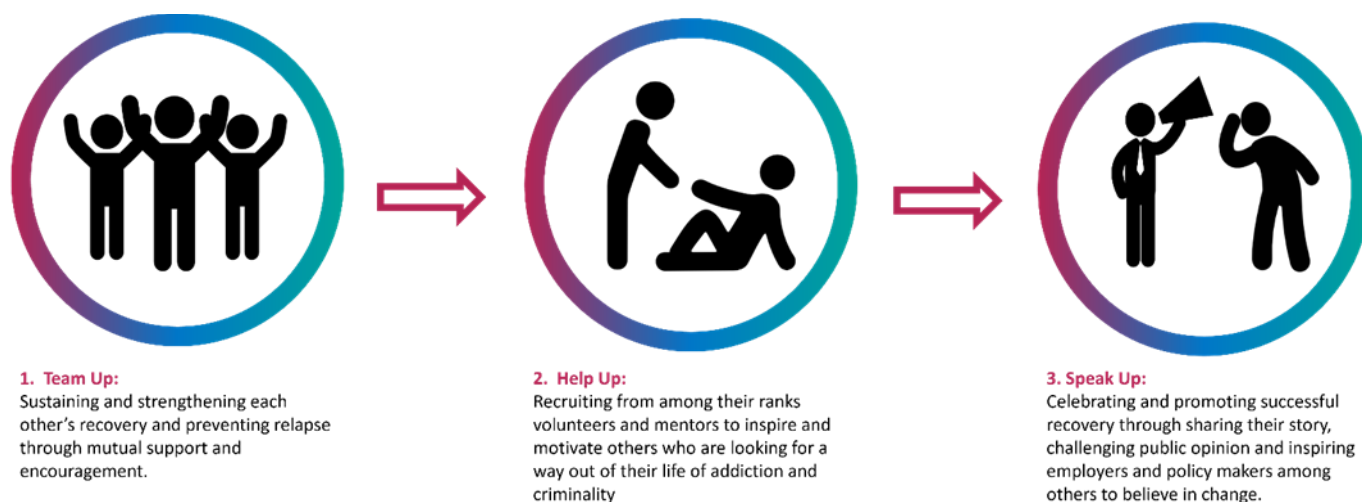 1. Team Up:
Sustaining and strengthening each
other's recovery and preventing relapse
through mutual support and
encouragement.
2. Help Up:
Recruiting from among their ranks
volunteers and mentors to inspire and
motivate others who are looking for a
way out of their life of addiction and
criminality
3. Speak Up:
Celebrating and promoting successful
recovery through sharing their story,
challenging public opinion and inspiring
employers and policy makers among
others to believe in change.